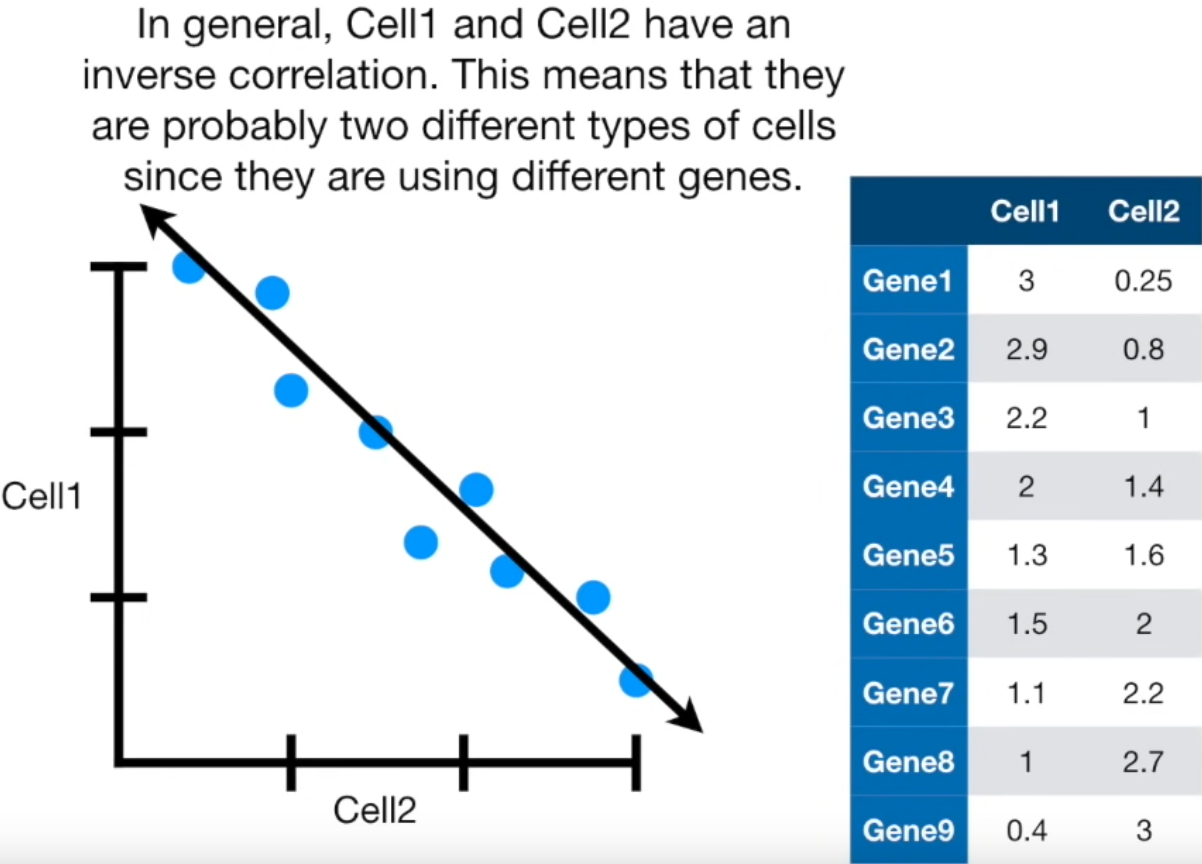 In general, Cell1 and Cell2 have an
inverse correlation. This means that they
are probably two different types of cells
since they are using different genes.
Cell1
Cell2
Cell1 Cell2
Gene1 3 0.25
Gene2 2.9 0.8
Gene3 2.2 1
Gene4 2 1.4
Gene5 1.3 1.6
Gene6 1.5 2
Gene7 1.1 2.2
Gene8 1 2.7
Gene9 0.4 3